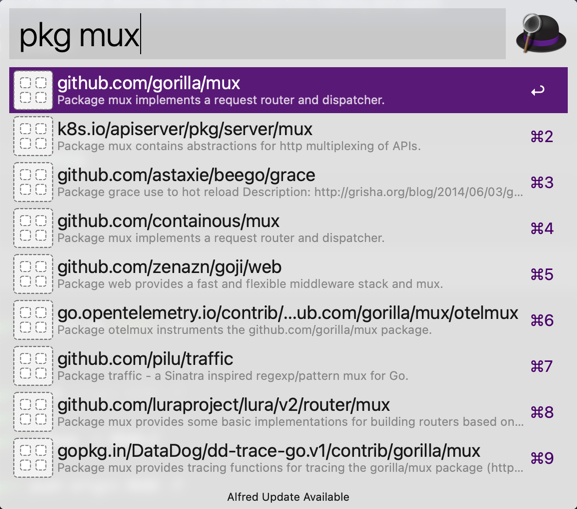 pkg mux
github.com/gorilla/mux
Package mux implements a request router and dispatcher.
k8s.io/apiserver/pkg/server/mux
⌘2
Package mux contains abstractions for http multiplexing of APIs.
github.com/astaxie/beego/grace
⌘3
Package grace use to hot reload Description: http://grisha.org/blog/2014/06/03/g...
github.com/containous/mux
⌘4
Package mux implements a request router and dispatcher.
github.com/zenazn/goji/web
⌘5
Package web provides a fast and flexible middleware stack and mux.
go.opentelemetry.io/contrib/...ub.com/gorilla/mux/otelmux
⌘6
Package otelmux instruments the github.com/gorilla/mux package.
github.com/pilu/traffic
⌘7
Package traffic - a Sinatra inspired regexp/pattern mux for Go.
github.com/luraproject/lura/v2/router/mux
⌘8
Package mux provides some basic implementations for building routers based on...
gopkg.in/DataDog/dd-trace-go.v1/contrib/gorilla/mux
⌘9
Package mux provides tracing functions for tracing the gorilla/mux package (http...
Alfred Update Available